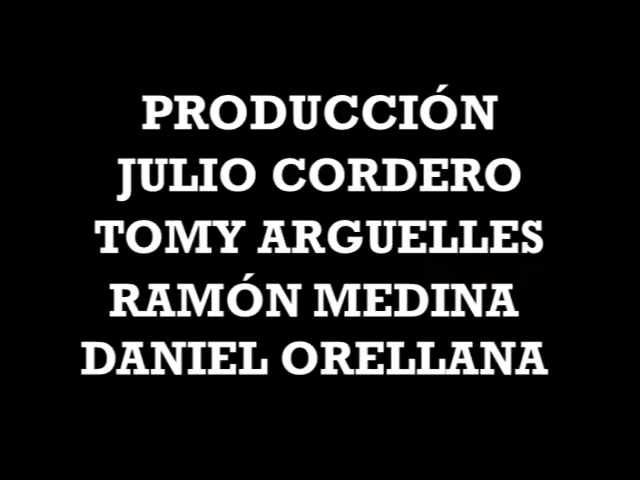 PRODUCCIÓN
JULIO CORDERO
TOMY ARGUELLES
RAMÓN MEDINA
DANIEL ORELLANA